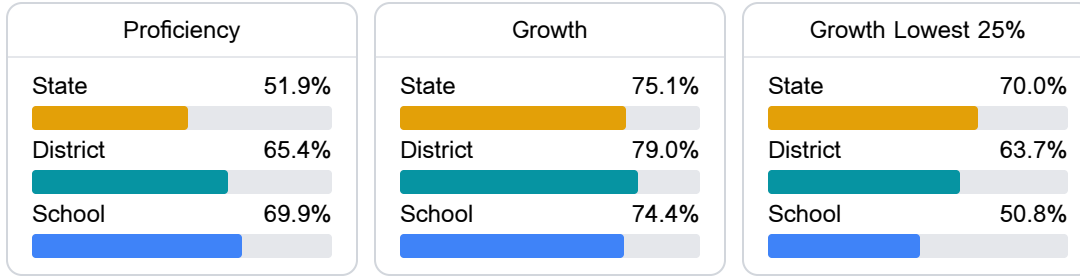 Proficiency
State 51.9%
District 65.4%
School 69.9%
Growth
State 75.1%
District 79.0%
School 74.4%
Growth Lowest 25%
State 70.0%
District 63.7%
School 50.8%